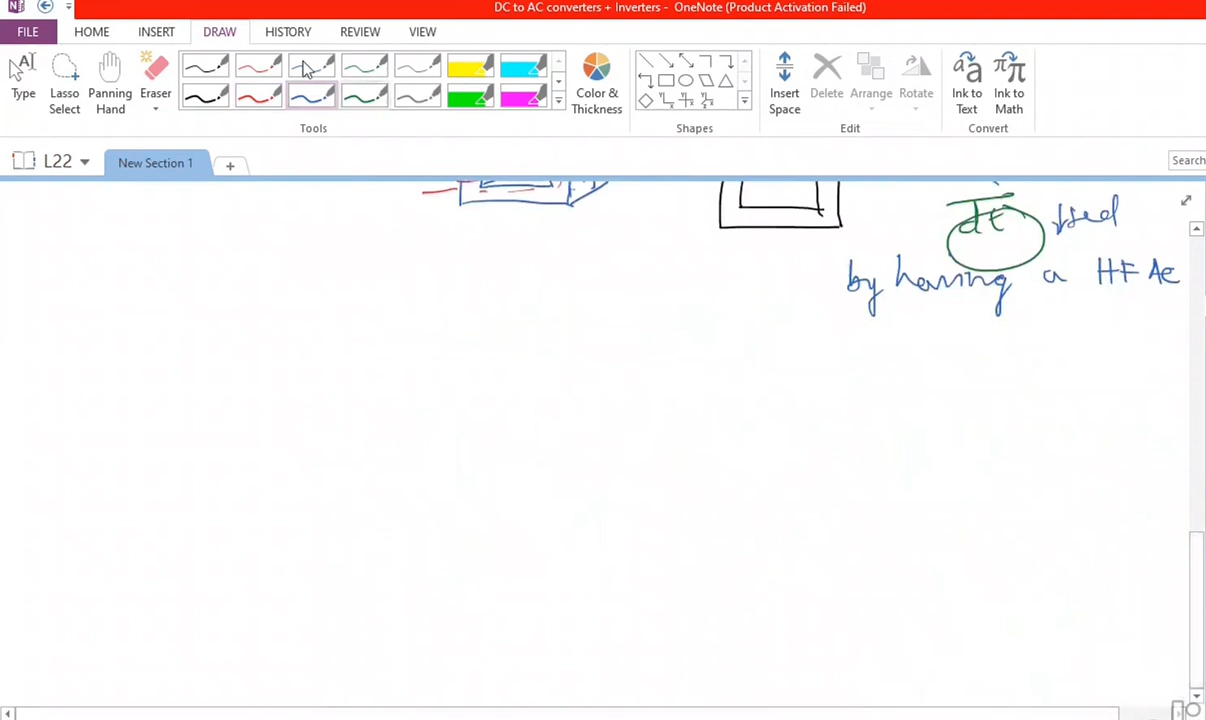 DC to AC converters + Inverters - OneNote (Product Activation Failed)
FILE HOME INSERT DRAW HISTORY REVIEW VIEW
Type
Lasso Select
Panning Hand
Eraser
Color & Thickness
Insert Space
Delete
Arrange
Rotate
Ink to Text
Ink to Math
Tools
Shapes
Edit
Convert
L22
New Section 1
Search
dt
by having a HF AC